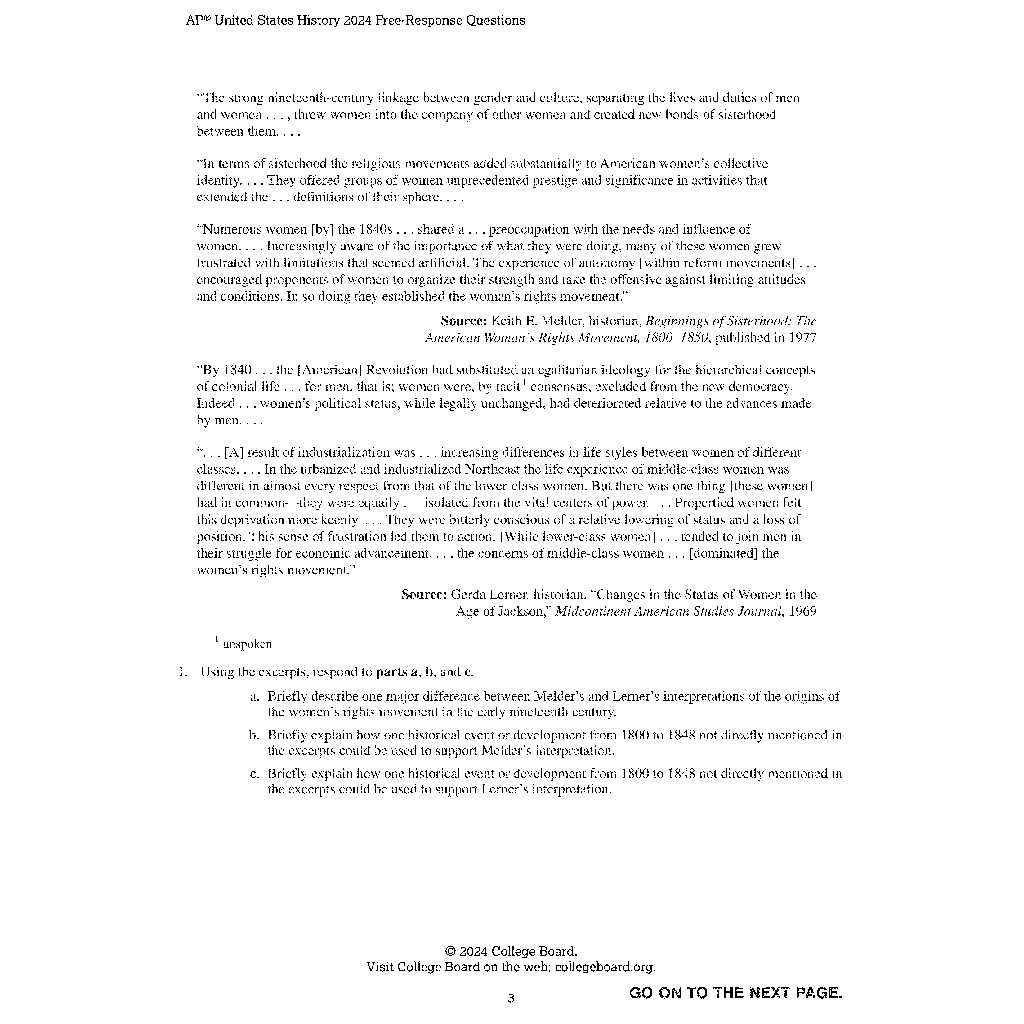 AP® United States History 2024 Free-Response Questions
“The strong nineteenth-century linkage between gender and culture, separating the lives and duties of men
and women . . . , threw women into the company of other women and created new bonds of sisterhood
between them. . . .
“In terms of sisterhood the religious movements added substantially to American women’s collective
identity. . . . They offered groups of women unprecedented prestige and significance in activities that
extended the . . . definitions of their sphere. . . .
“Numerous women [by] the 1840s . . . shared a . . . preoccupation with the needs and influence of
women. . . . Increasingly aware of the importance of what they were doing, many of these women grew
frustrated with limitations that seemed artificial. The experience of autonomy [within reform movements] . . .
encouraged proponents of women to organize their strength and take the offensive against limiting attitudes
and conditions. In so doing they established the woman’s rights movement.”
Source: Keith E. Melder, historian, Beginnings of Sisterhood: The
American Woman’s Rights Movement, 1800–1850, published in 1977
“By 1840 . . . the [American] Revolution had substituted an egalitarian ideology for the hierarchical concepts
of colonial life . . . for men, that is; women were, by tacit¹ consensus, excluded from the new democracy.
Indeed . . . women’s political status, while legally unchanged, had deteriorated relative to the advances made
by men. . . .
“. . . [A] result of industrialization was . . . increasing differences in life styles between women of different
classes. . . . In the urbanized and industrialized Northeast the life experience of middle-class women was
different in almost every respect from that of the lower class women. But there was one thing [these women]
had in common--they were equally . . . isolated from the vital centers of power. . . . Propertied women felt
this deprivation more keenly. . . . They were bitterly conscious of a relative lowering of status and a loss of
position. This sense of frustration led them to action. [While lower-class women] . . . tended to join men in
their struggle for economic advancement. . . . the concerns of middle-class women . . . [dominated] the
women’s rights movement.”
Source: Gerda Lerner, historian, “Changes in the Status of Women in the
Age of Jackson,” Midcontinent American Studies Journal, 1969
¹ unspoken
1. Using the excerpts, respond to parts a, b, and c.
a. Briefly describe one major difference between Melder’s and Lerner’s interpretations of the origins of
the women’s rights movement in the early nineteenth century.
b. Briefly explain how one historical event or development from 1800 to 1848 not directly mentioned in
the excerpts could be used to support Melder’s interpretation.
c. Briefly explain how one historical event or development from 1800 to 1848 not directly mentioned in
the excerpts could be used to support Lerner’s interpretation.
© 2024 College Board.
Visit College Board on the web: collegeboard.org.
3
GO ON TO THE NEXT PAGE.